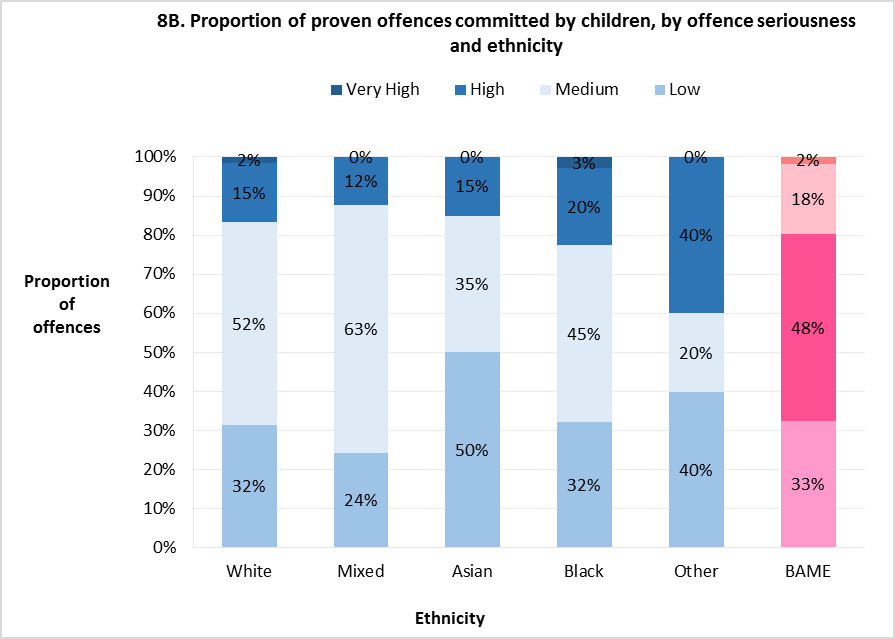 8B. Proportion of proven offences committed by children, by offence seriousness
and ethnicity
Very High High Medium Low
100%
90%
80%
70%
60%
50%
40%
30%
20%
10%
0%
Proportion
of
offences
2% 0% 0% 3% 0% 2%
15% 12% 15% 20% 40% 18%
52% 63% 35% 45% 20% 48%
32% 24% 50% 32% 40% 33%
White Mixed Asian Black Other BAME
Ethnicity